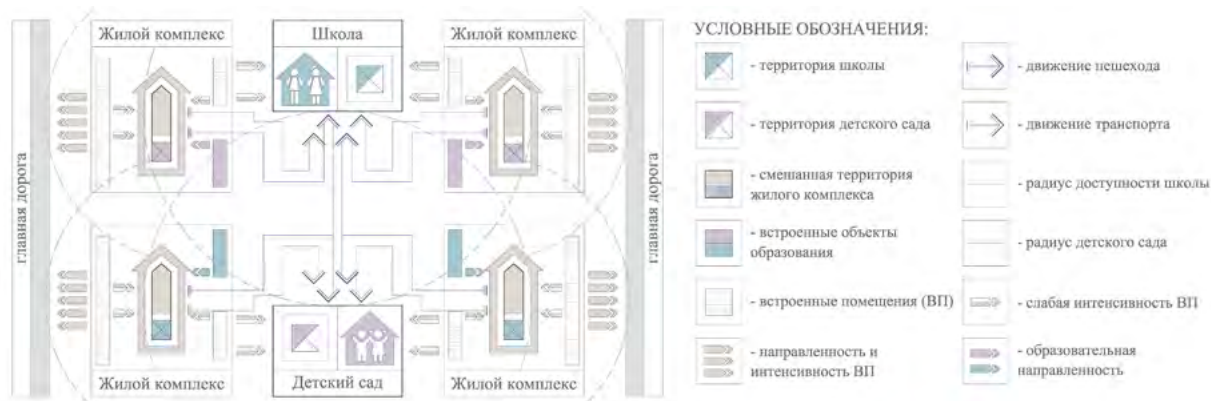 Жилой комплекс
Школа
Жилой комплекс
главная дорога
главная дорога
Жилой комплекс
Детский сад
Жилой комплекс
УСЛОВНЫЕ ОБОЗНАЧЕНИЯ:
- территория школы
- территория детского сада
- смешанная территория
жилого комплекса
- встроенные объекты
образования
- встроенные помещения (ВП)
- направленность и
интенсивность ВП
- движение пешехода
- движение транспорта
- радиус доступности школы
- радиус детского сада
- слабая интенсивность ВП
- образовательная
направленность